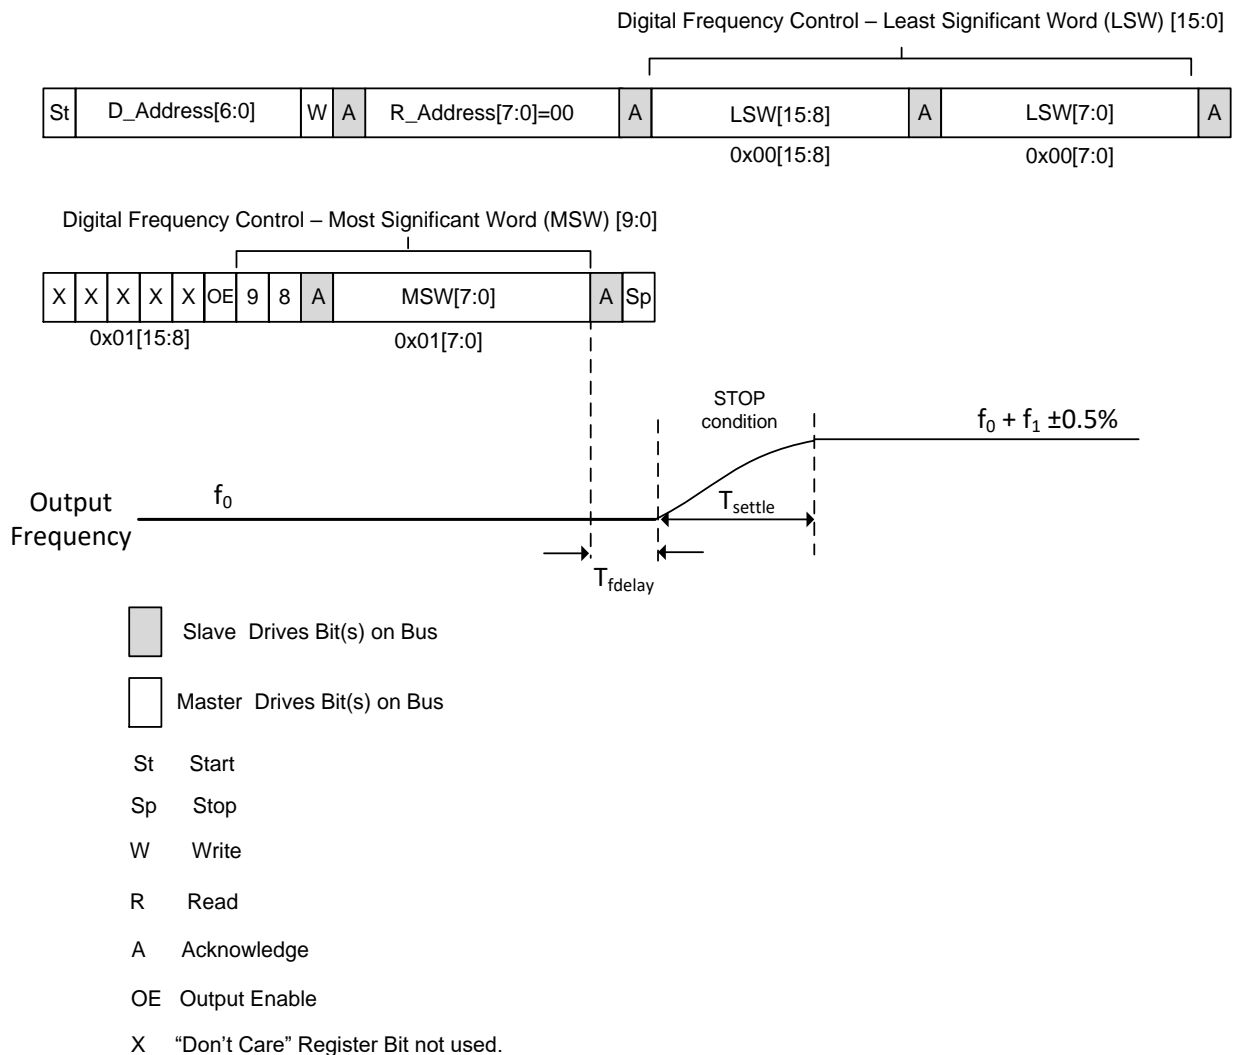 Digital Frequency Control – Least Significant Word (LSW) [15:0]
St D_Address[6:0] W A R_Address[7:0]=00 A LSW[15:8] A LSW[7:0] A
0x00[15:8] 0x00[7:0]
Digital Frequency Control – Most Significant Word (MSW) [9:0]
X X X X X OE 9 8 A MSW[7:0] A Sp
0x01[15:8] 0x01[7:0]
STOP
condition
f0 + f1 ±0.5%
Output
Frequency
f0
Tsettle
Tfdelay
Slave Drives Bit(s) on Bus
Master Drives Bit(s) on Bus
St Start
Sp Stop
W Write
R Read
A Acknowledge
OE Output Enable
X “Don’t Care” Register Bit not used.